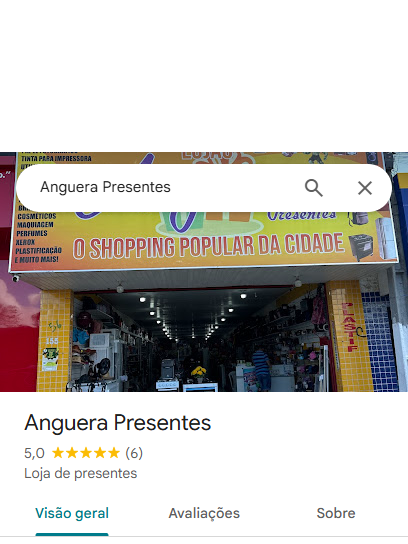 TINTA PARA IMPRESSORA
Anguera Presentes
COSMÉTICOS
MAQUIAGEM
PERFUMES
XEROX
PLASTIFICAÇÃO
E MUITO MAIS!
Presentes
O SHOPPING POPULAR DA CIDADE
Anguera Presentes
5,0 (6)
Loja de presentes
Visão geral
Avaliações
Sobre